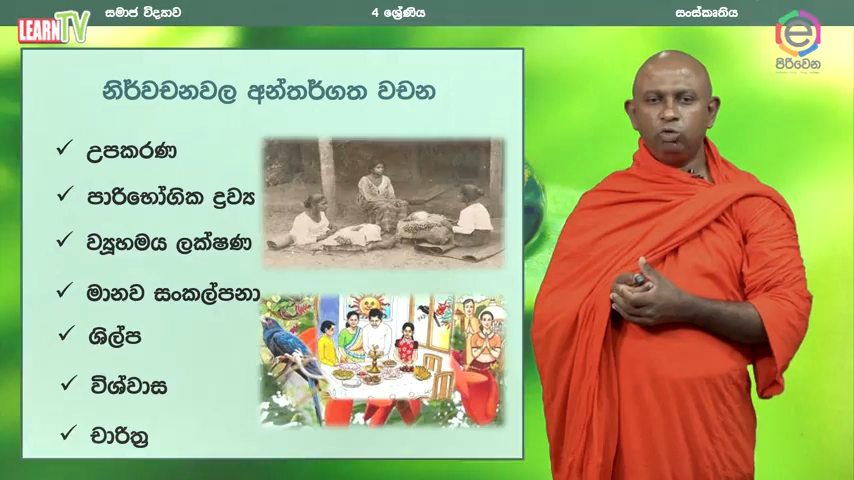 සමාජ විද්‍යාව
4 ශ්‍රේණිය
සංස්කෘතිය
LEARN TV
e
පිරිවෙන
නිර්වචනවල අන්තර්ගත වචන
✓ උපකරණ
✓ පාරිභෝගික ද්‍රව්‍ය
✓ ව්‍යූහමය ලක්ෂණ
✓ මානව සංකල්පනා
✓ ශිල්ප
✓ විශ්වාස
✓ චාරිත්‍ර